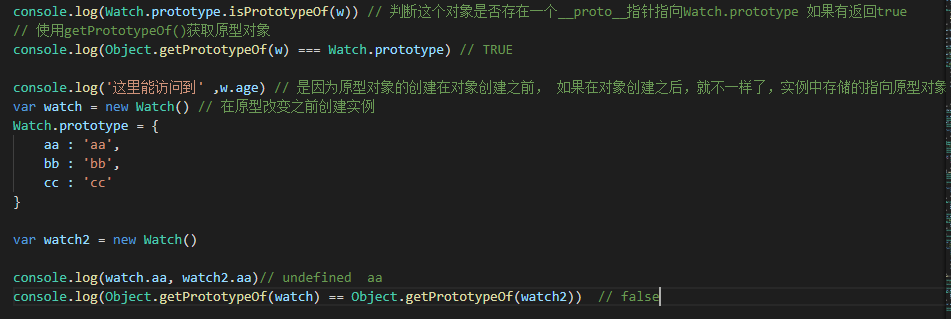 console.log(Watch.prototype.isPrototypeOf(w)) // 判断这个对象是否存在一个__proto__指针指向Watch.prototype 如果有返回true
// 使用getPrototypeOf()获取原型对象
console.log(Object.getPrototypeOf(w) === Watch.prototype) // TRUE
console.log('这里能访问到' ,w.age) // 是因为原型对象的创建在对象创建之前, 如果在对象创建之后,就不一样了,实例中存储的指向原型对象
var watch = new Watch() // 在原型改变之前创建实例
Watch.prototype = {
aa : 'aa',
bb : 'bb',
cc : 'cc'
}
var watch2 = new Watch()
console.log(watch.aa, watch2.aa)// undefined  aa
console.log(Object.getPrototypeOf(watch) == Object.getPrototypeOf(watch2))  // false